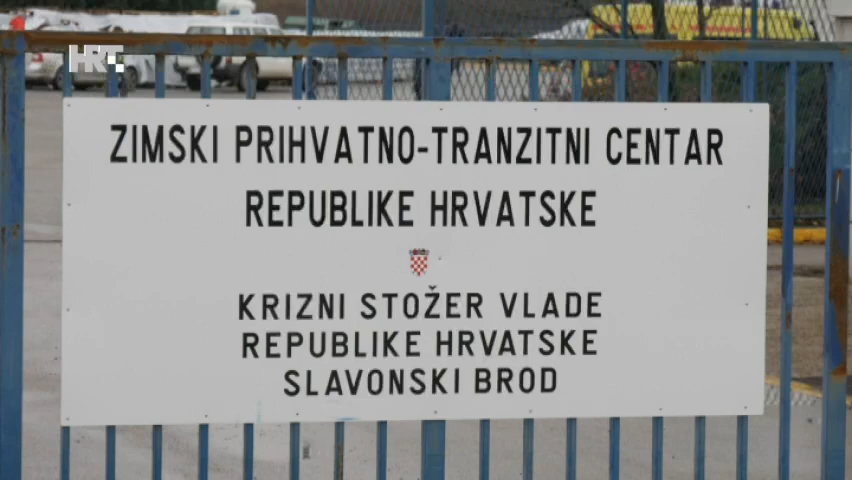 HRT
ZIMSKI PRIHVATNO-TRANZITNI CENTAR
REPUBLIKE HRVATSKE
KRIZNI STOŽER VLADE
REPUBLIKE HRVATSKE
SLAVONSKI BROD